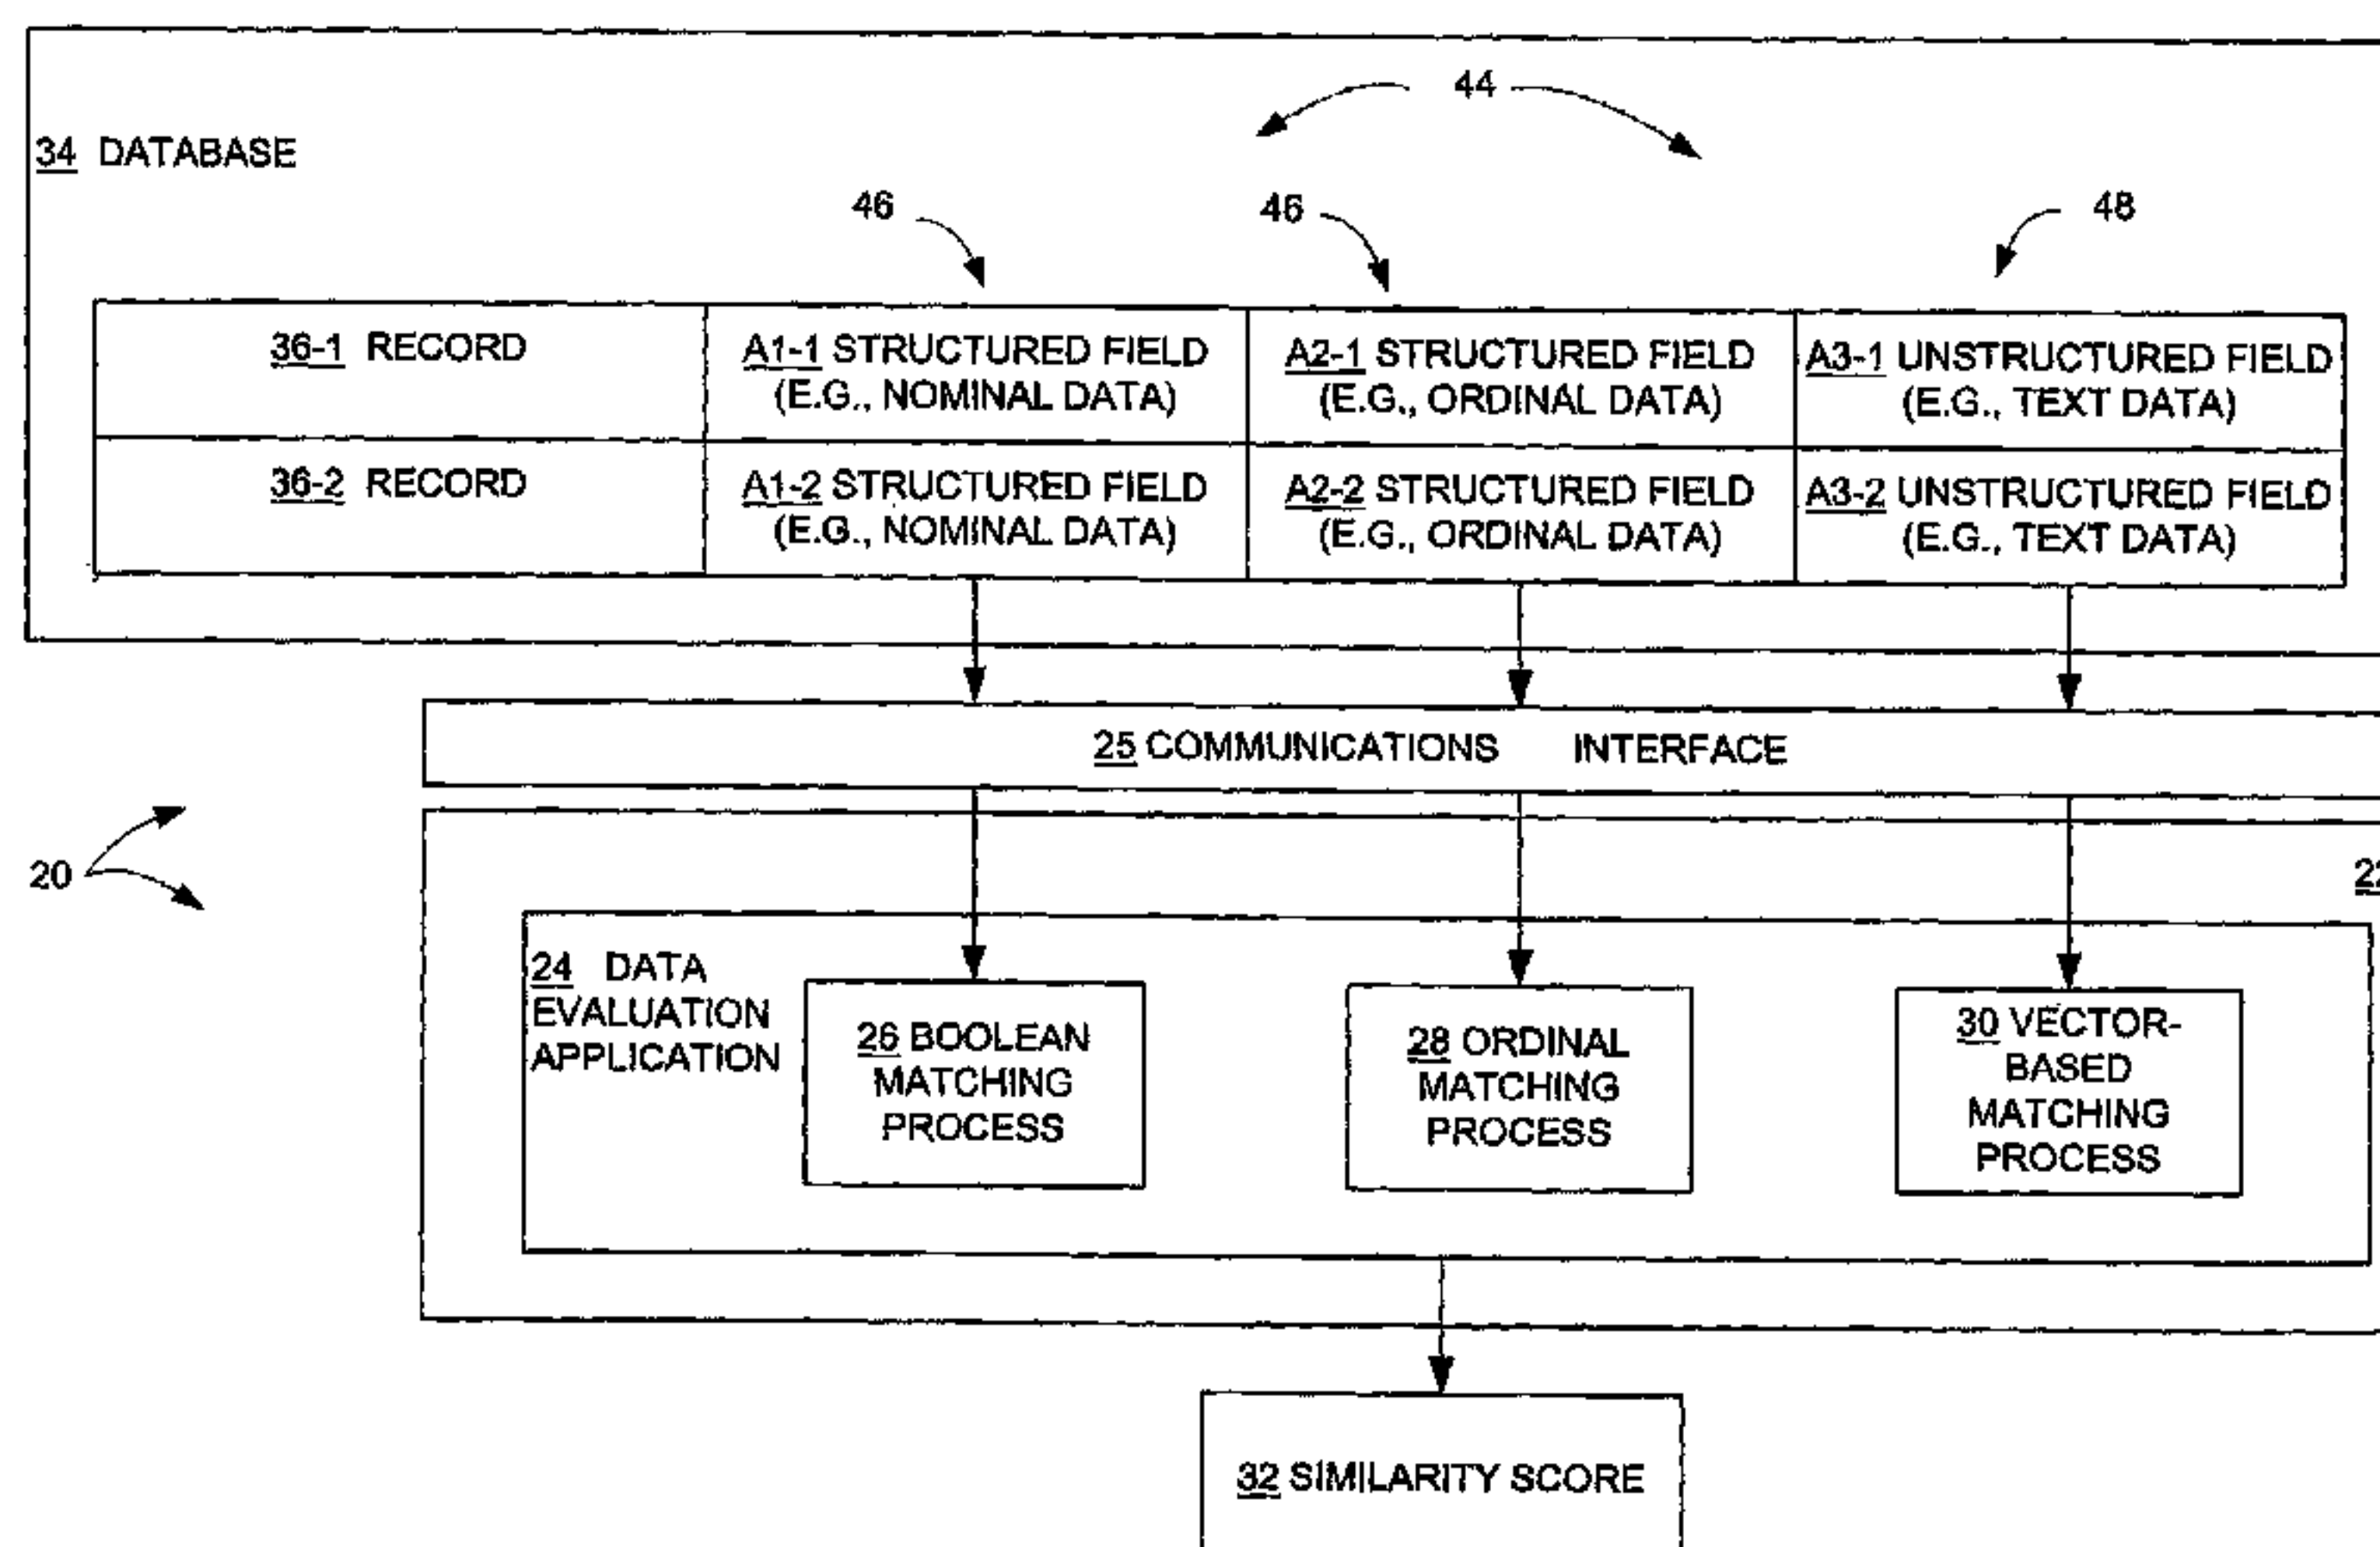 44
34 DATABASE
46
46
48
36-1 RECORD
A1-1 STRUCTURED FIELD
(E.G., NOMINAL DATA)
A2-1 STRUCTURED FIELD
(E.G., ORDINAL DATA)
A3-1 UNSTRUCTURED FIELD
(E.G., TEXT DATA)
36-2 RECORD
A1-2 STRUCTURED FIELD
(E.G., NOMINAL DATA)
A2-2 STRUCTURED FIELD
(E.G., ORDINAL DATA)
A3-2 UNSTRUCTURED FIELD
(E.G., TEXT DATA)
25 COMMUNICATIONS INTERFACE
20
24 DATA
EVALUATION
APPLICATION
26 BOOLEAN
MATCHING
PROCESS
28 ORDINAL
MATCHING
PROCESS
30 VECTOR-
BASED
MATCHING
PROCESS
32 SIMILARITY SCORE